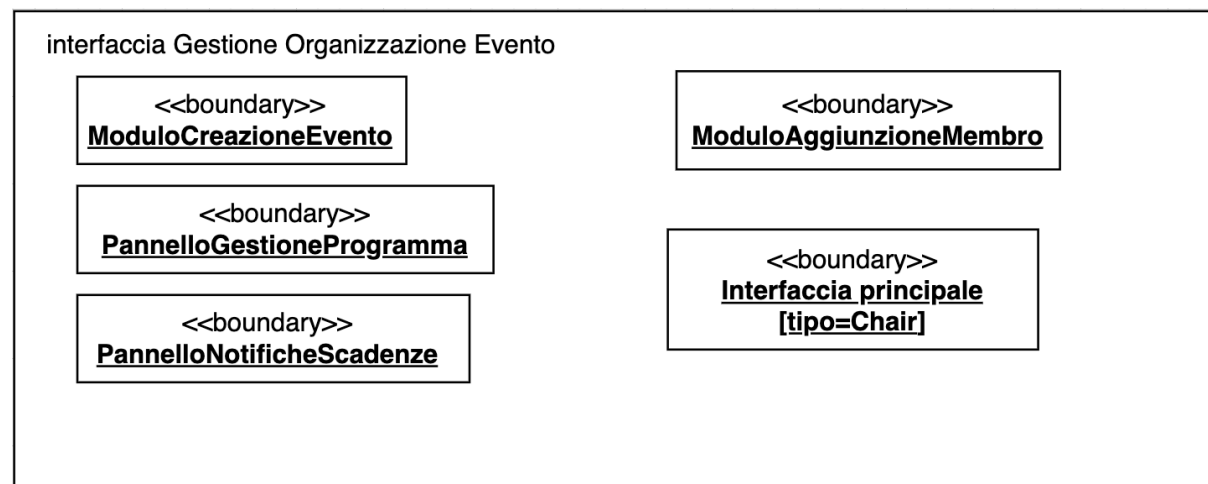 interfaccia Gestione Organizzazione Evento
<<boundary>>
ModuloCreazioneEvento
<<boundary>>
ModuloAggiunzioneMembro
<<boundary>>
PannelloGestioneProgramma
<<boundary>>
Interfaccia principale
[tipo=Chair]
<<boundary>>
PannelloNotificheScadenze